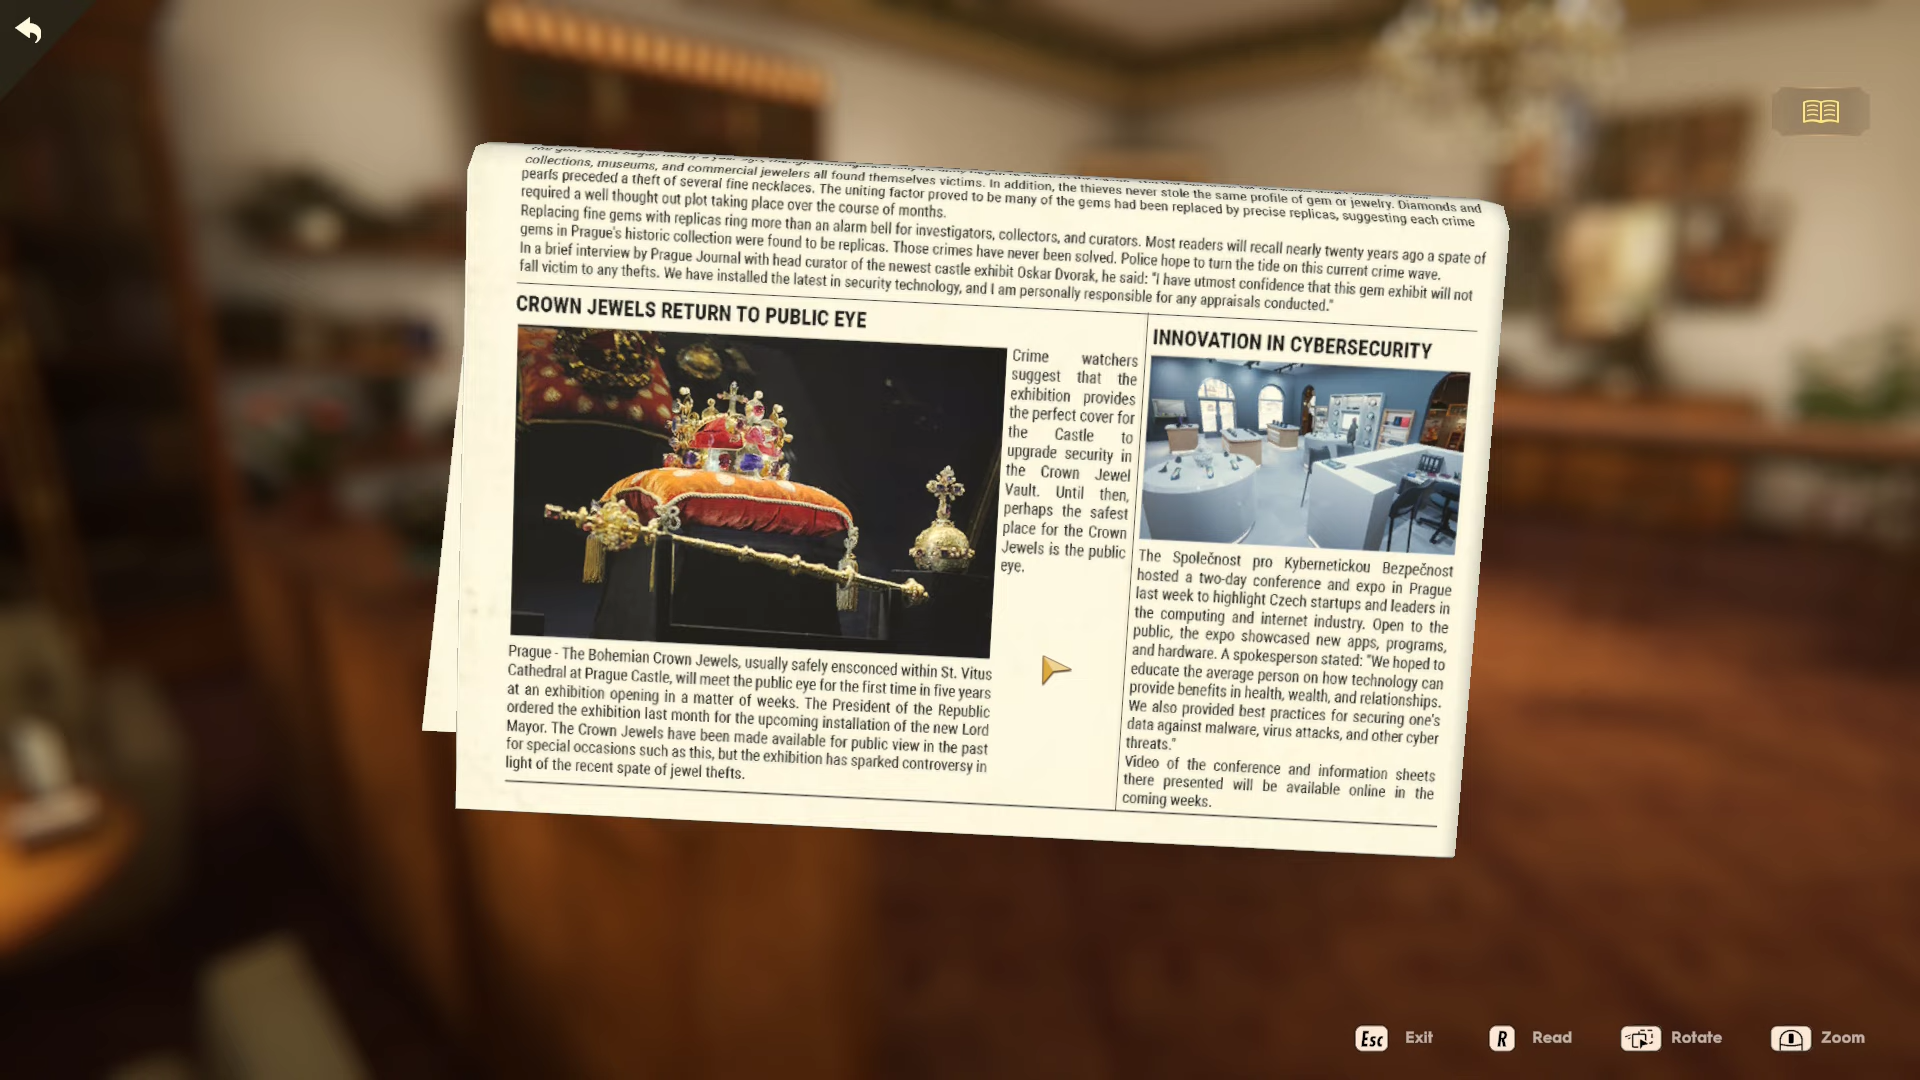 collections, museums, and commercial jewelers all found themselves victims. In addition, the thieves never stole the same profile of gem or jewelry. Diamonds and
pearls preceded a theft of several fine necklaces. The uniting factor proved to be many of the gems had been replaced by precise replicas, suggesting each crime
required a well thought out plot taking place over the course of months.
Replacing fine gems with replicas ring more than an alarm bell for investigators, collectors, and curators. Most readers will recall nearly twenty years ago a spate of
gems in Prague's historic collection were found to be replicas. Those crimes have never been solved. Police hope to turn the tide on this current crime wave.
In a brief interview by Prague Journal with head curator of the newest castle exhibit Oskar Dvorak, he said: "I have utmost confidence that this gem exhibit will not
fall victim to any thefts. We have installed the latest in security technology, and I am personally responsible for any appraisals conducted."
CROWN JEWELS RETURN TO PUBLIC EYE
Crime watchers
suggest that the
exhibition provides
the perfect cover for
the Castle to
upgrade security in
the Crown Jewel
Vault. Until then,
perhaps the safest
place for the Crown
Jewels is the public
eye.
Prague - The Bohemian Crown Jewels, usually safely ensconced within St. Vitus
Cathedral at Prague Castle, will meet the public eye for the first time in five years
at an exhibition opening in a matter of weeks. The President of the Republic
ordered the exhibition last month for the upcoming installation of the new Lord
Mayor. The Crown Jewels have been made available for public view in the past
for special occasions such as this, but the exhibition has sparked controversy in
light of the recent spate of jewel thefts.
INNOVATION IN CYBERSECURITY
The Společnost pro Kybernetickou Bezpečnost
hosted a two-day conference and expo in Prague
last week to highlight Czech startups and leaders in
the computing and internet industry. Open to the
public, the expo showcased new apps, programs,
and hardware. A spokesperson stated: "We hoped to
educate the average person on how technology can
provide benefits in health, wealth, and relationships.
We also provided best practices for securing one's
data against malware, virus attacks, and other cyber
threats."
Video of the conference and information sheets
there presented will be available online in the
coming weeks.
Esc Exit
R Read
Rotate
Zoom